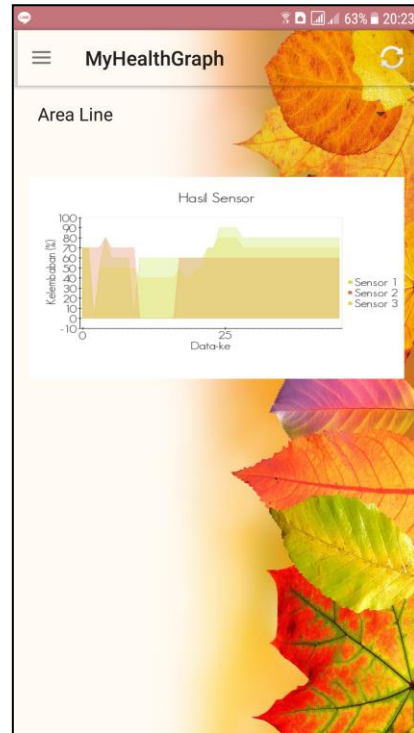 63% 20:23
MyHealthGraph
Area Line
Hasil Sensor
100
90
80
70
60
50
40
30
20
10
0
-10
Kelembaban (%)
0 25
Data-ke
Sensor 1
Sensor 2
Sensor 3